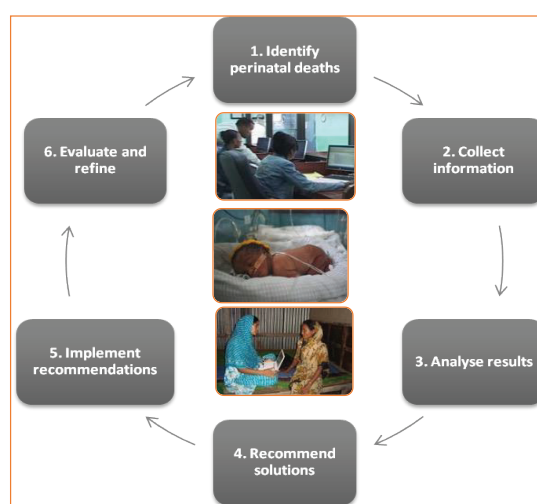 1. Identify
perinatal deaths
2. Collect
information
3. Analyse results
4. Recommend
solutions
5. Implement
recommendations
6. Evaluate and
refine